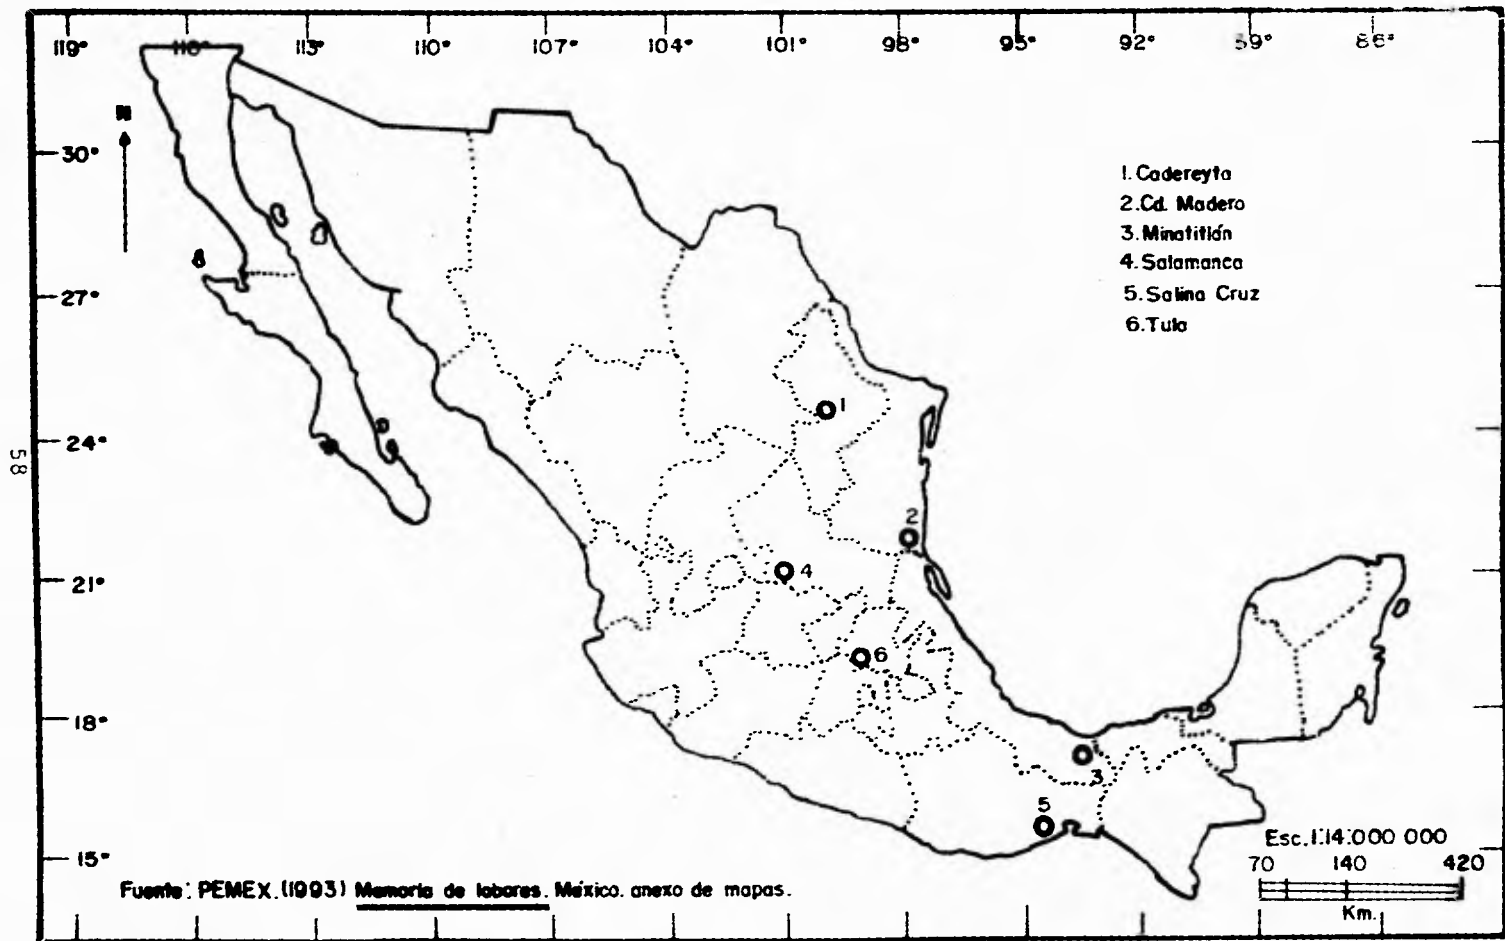 119° 116° 113° 110° 107° 104° 101° 98° 95° 92° 89° 86°
N
30°
27°
24°
21°
18°
15°
1. Cadereyta
2. Cd. Madero
3. Minatitlán
4. Salamanca
5. Salina Cruz
6. Tula
1
2
4
6
3
5
58
Esc. 1:14:000 000
70 140 420
Km.
Fuente: PEMEX. (1993) Memoria de labores. México. anexo de mapas.